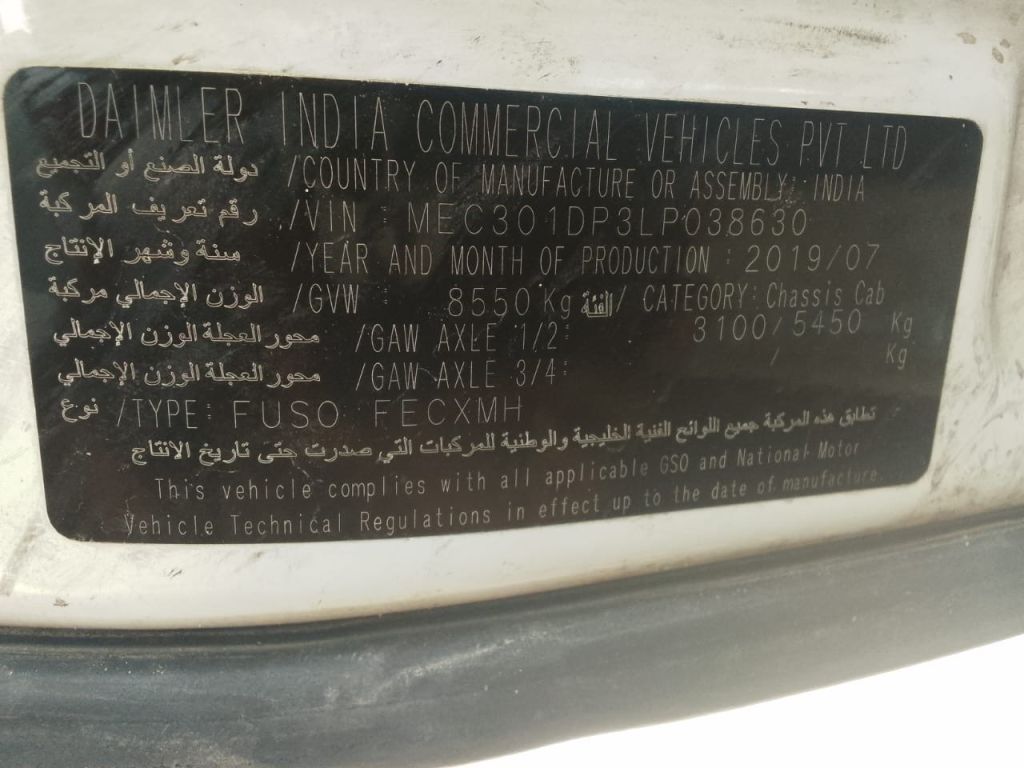 DAIMLER INDIA COMMERCIAL VEHICLES PVT LTD
دولة الصنع أو التجميع /COUNTRY OF MANUFACTURE OR ASSEMBLY: INDIA
رقم تعريف المركبة /VIN : MEC301DP3LP038630
سنة وشهر الإنتاج /YEAR AND MONTH OF PRODUCTION : 2019/07
الوزن الإجمالي مركبة /GVW : 8550 Kg الفئة/ CATEGORY: Chassis Cab
محور العجلة الوزن الإجمالي /GAW AXLE 1/2: 3100/5450 Kg
محور العجلة الوزن الإجمالي /GAW AXLE 3/4: / Kg
نوع /TYPE: FUSO FECXMH
تطابق هذه المركبة جميع اللوائح الفنية الخليجية والوطنية للمركبات التي صدرت حتى تاريخ الانتاج
This vehicle complies with all applicable GSO and National Motor
Vehicle Technical Regulations in effect up to the date of manufacture.